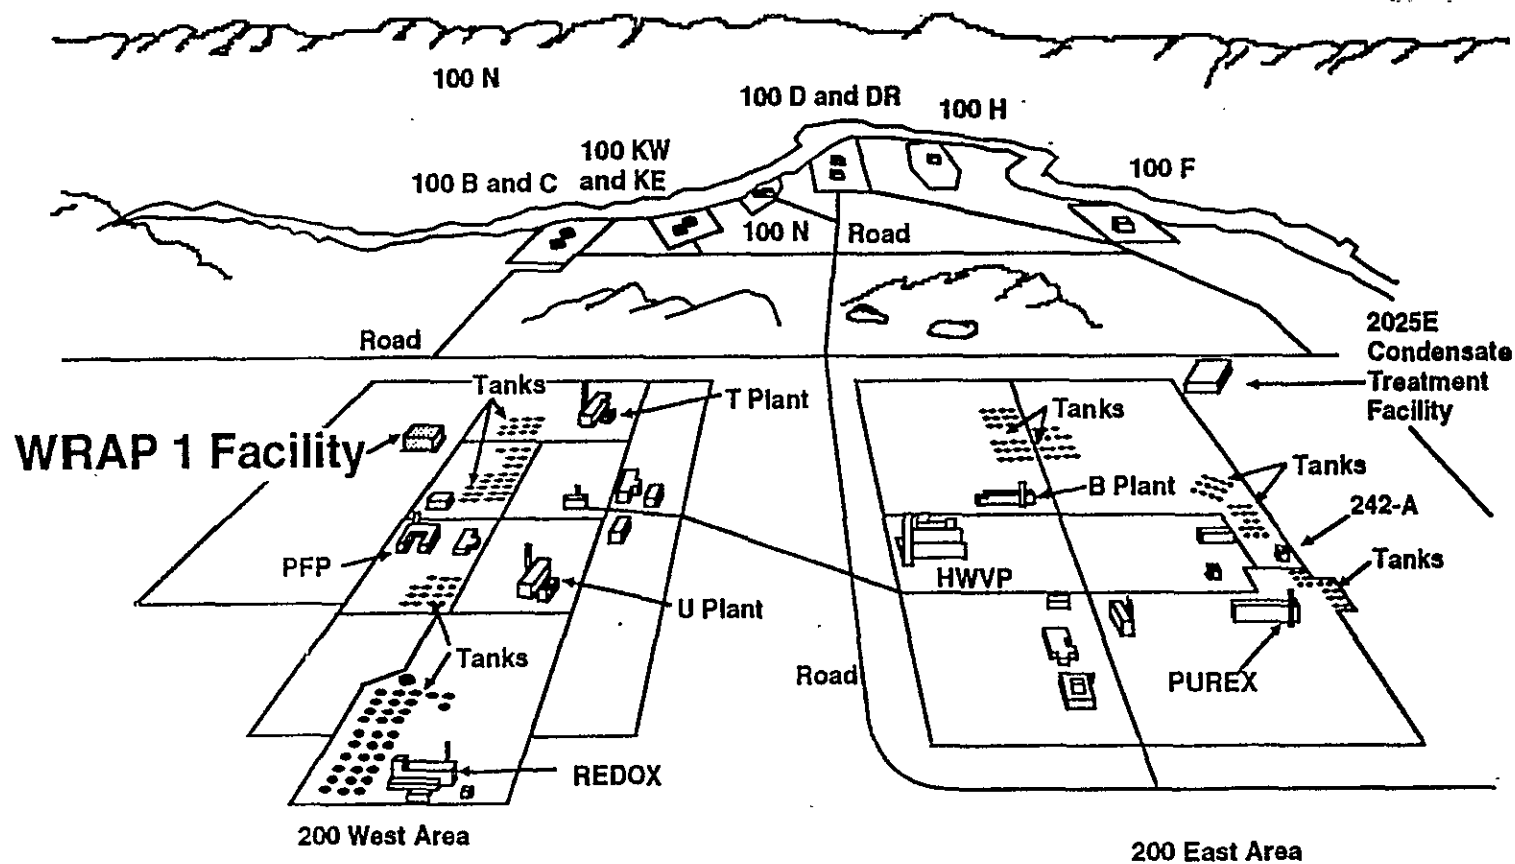 100 N
100 D and DR
100 H
100 KW
and KE
100 B and C
100 F
100 N
Road
Road
2025E
Condensate
Treatment
Facility
Tanks
T Plant
WRAP 1 Facility
Tanks
Tanks
B Plant
242-A
PFP
Tanks
HWVP
U Plant
Tanks
Road
PUREX
REDOX
200 West Area
200 East Area